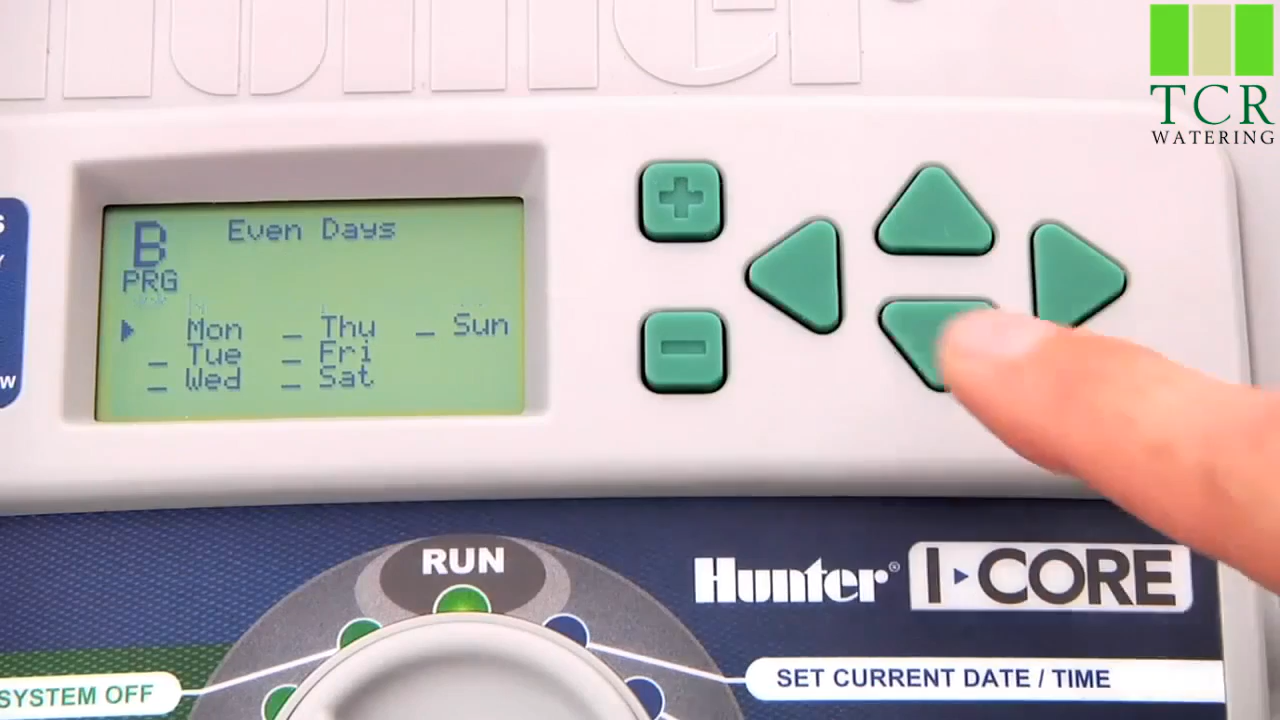 Hunter
TCR
WATERING
B
PRG
Even Days
Mon _ Thu _ Sun
_ Tue _ Fri
_ Wed _ Sat
W
RUN
Hunter®
I CORE
SYSTEM OFF
SET CURRENT DATE / TIME